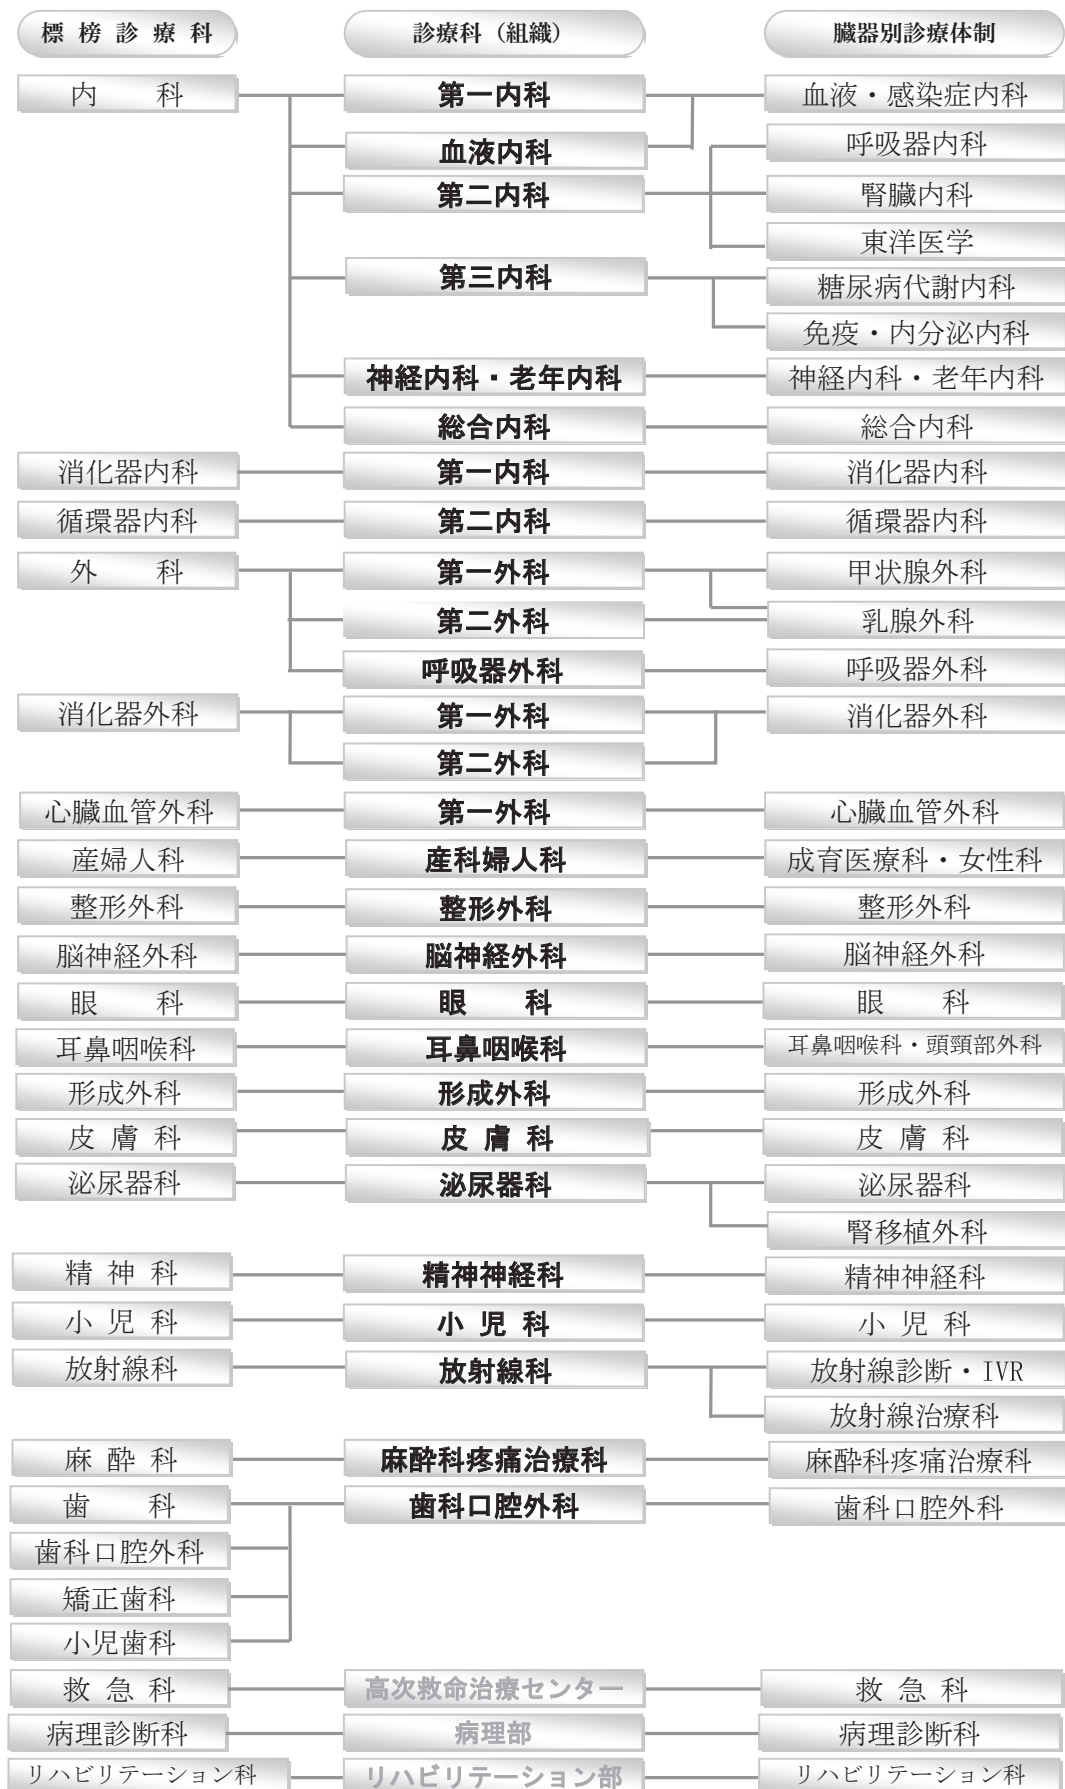 標榜診療科 診療科（組織） 臓器別診療体制
内科 第一内科 血液・感染症内科
血液内科 呼吸器内科
第二内科 腎臓内科
東洋医学
第三内科 糖尿病代謝内科
免疫・内分泌内科
神経内科・老年内科 神経内科・老年内科
総合内科 総合内科
消化器内科 第一内科 消化器内科
循環器内科 第二内科 循環器内科
外科 第一外科 甲状腺外科
第二外科 乳腺外科
呼吸器外科 呼吸器外科
消化器外科 第一外科 消化器外科
第二外科
心臓血管外科 第一外科 心臓血管外科
産婦人科 産科婦人科 成育医療科・女性科
整形外科 整形外科 整形外科
脳神経外科 脳神経外科 脳神経外科
眼科 眼科 眼科
耳鼻咽喉科 耳鼻咽喉科 耳鼻咽喉科・頭頸部外科
形成外科 形成外科 形成外科
皮膚科 皮膚科 皮膚科
泌尿器科 泌尿器科 泌尿器科
腎移植外科
精神科 精神神経科 精神神経科
小児科 小児科 小児科
放射線科 放射線科 放射線診断・IVR
放射線治療科
麻酔科 麻酔科疼痛治療科 麻酔科疼痛治療科
歯科 歯科口腔外科 歯科口腔外科
歯科口腔外科
矯正歯科
小児歯科
救急科 高次救命治療センター 救急科
病理診断科 病理部 病理診断科
リハビリテーション科 リハビリテーション部 リハビリテーション科